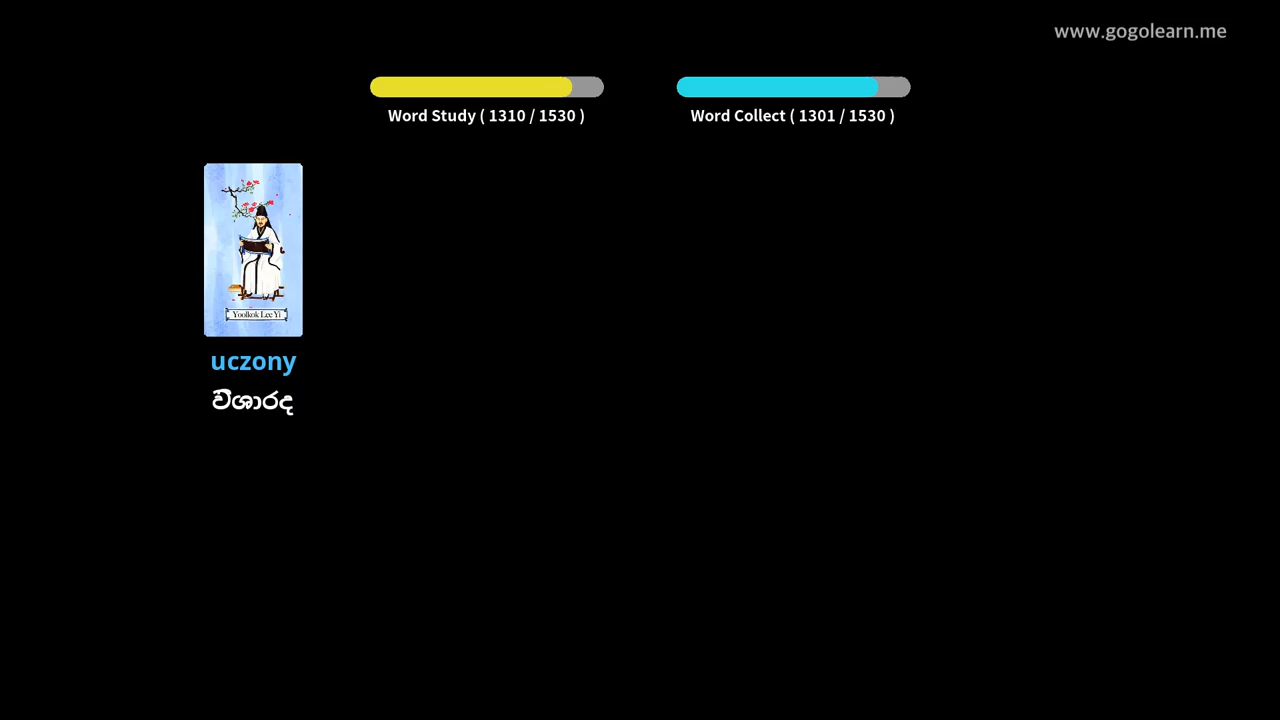 www.gogolearn.me
Word Study ( 1310 / 1530 )
Word Collect ( 1301 / 1530 )
Yoolkok Lee Yi
uczony
විශාරද